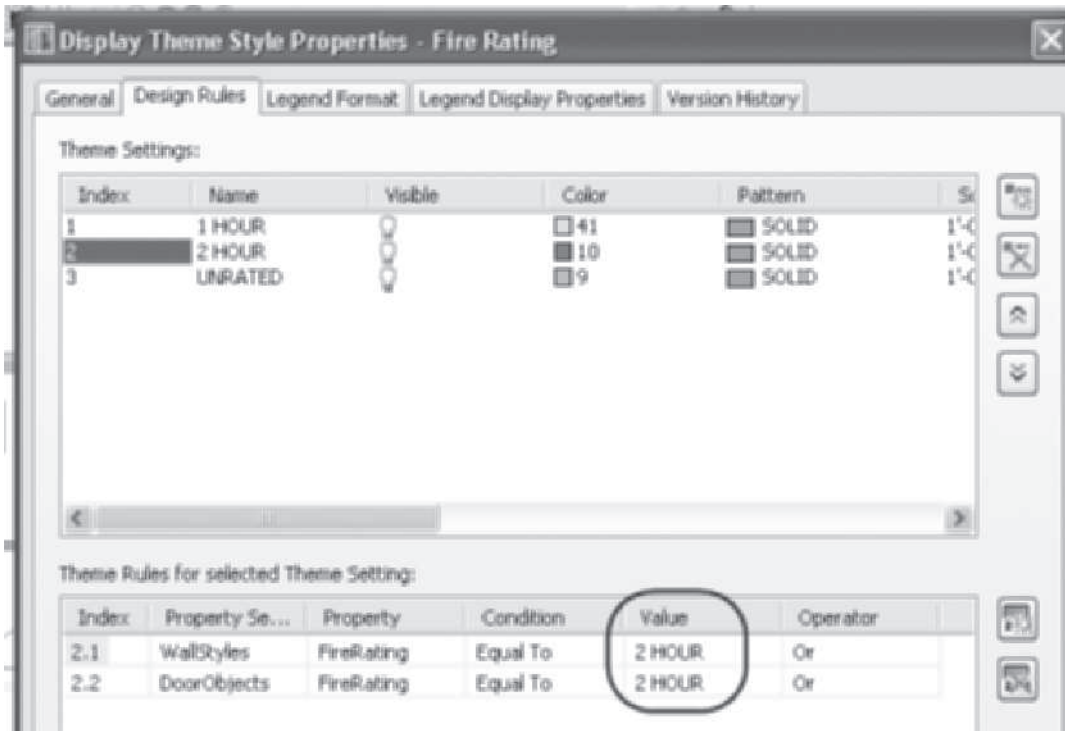 Display Theme Style Properties - Fire Rating
General Design Rules Legend Format Legend Display Properties Version History
Theme Settings:
Index Name Visible Color Pattern
1 1 HOUR 41 SOLID
2 2 HOUR 10 SOLID
3 UNRATED 9 SOLID
Theme Rules for selected Theme Setting:
Index Property Se... Property Condition Value Operator
2.1 WallStyles FireRating Equal To 2 HOUR Or
2.2 DoorObjects FireRating Equal To 2 HOUR Or